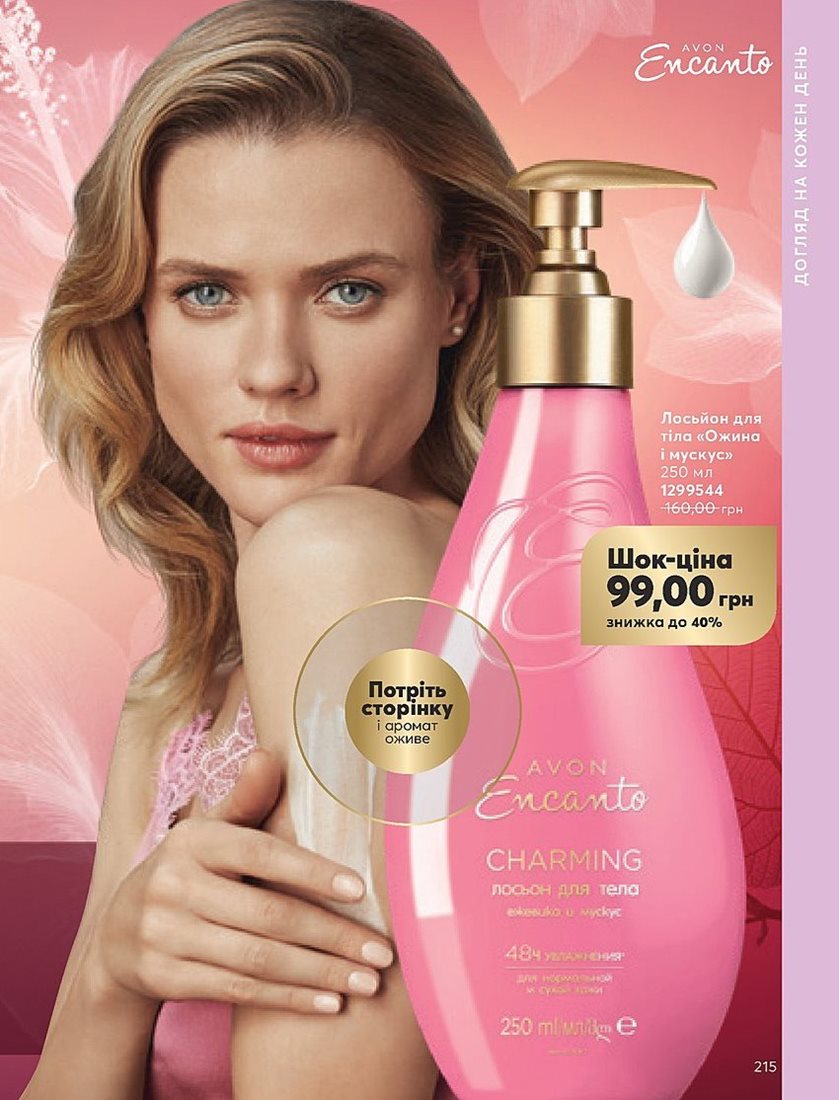 AVON
Encanto
ДОГЛЯД НА КОЖЕН ДЕНЬ
Лосьйон для
тіла «Ожина
і мускус»
250 мл
1299544
160,00 грн
Шок-ціна
99,00 грн
знижка до 40%
Потріть
сторінку
і аромат
оживе
AVON
Encanto
CHARMING
лосьон для тела
ежевика и мускус
48ч увлажнения*
для нормальной
и сухой кожи
250 ml/мл/გ e
215